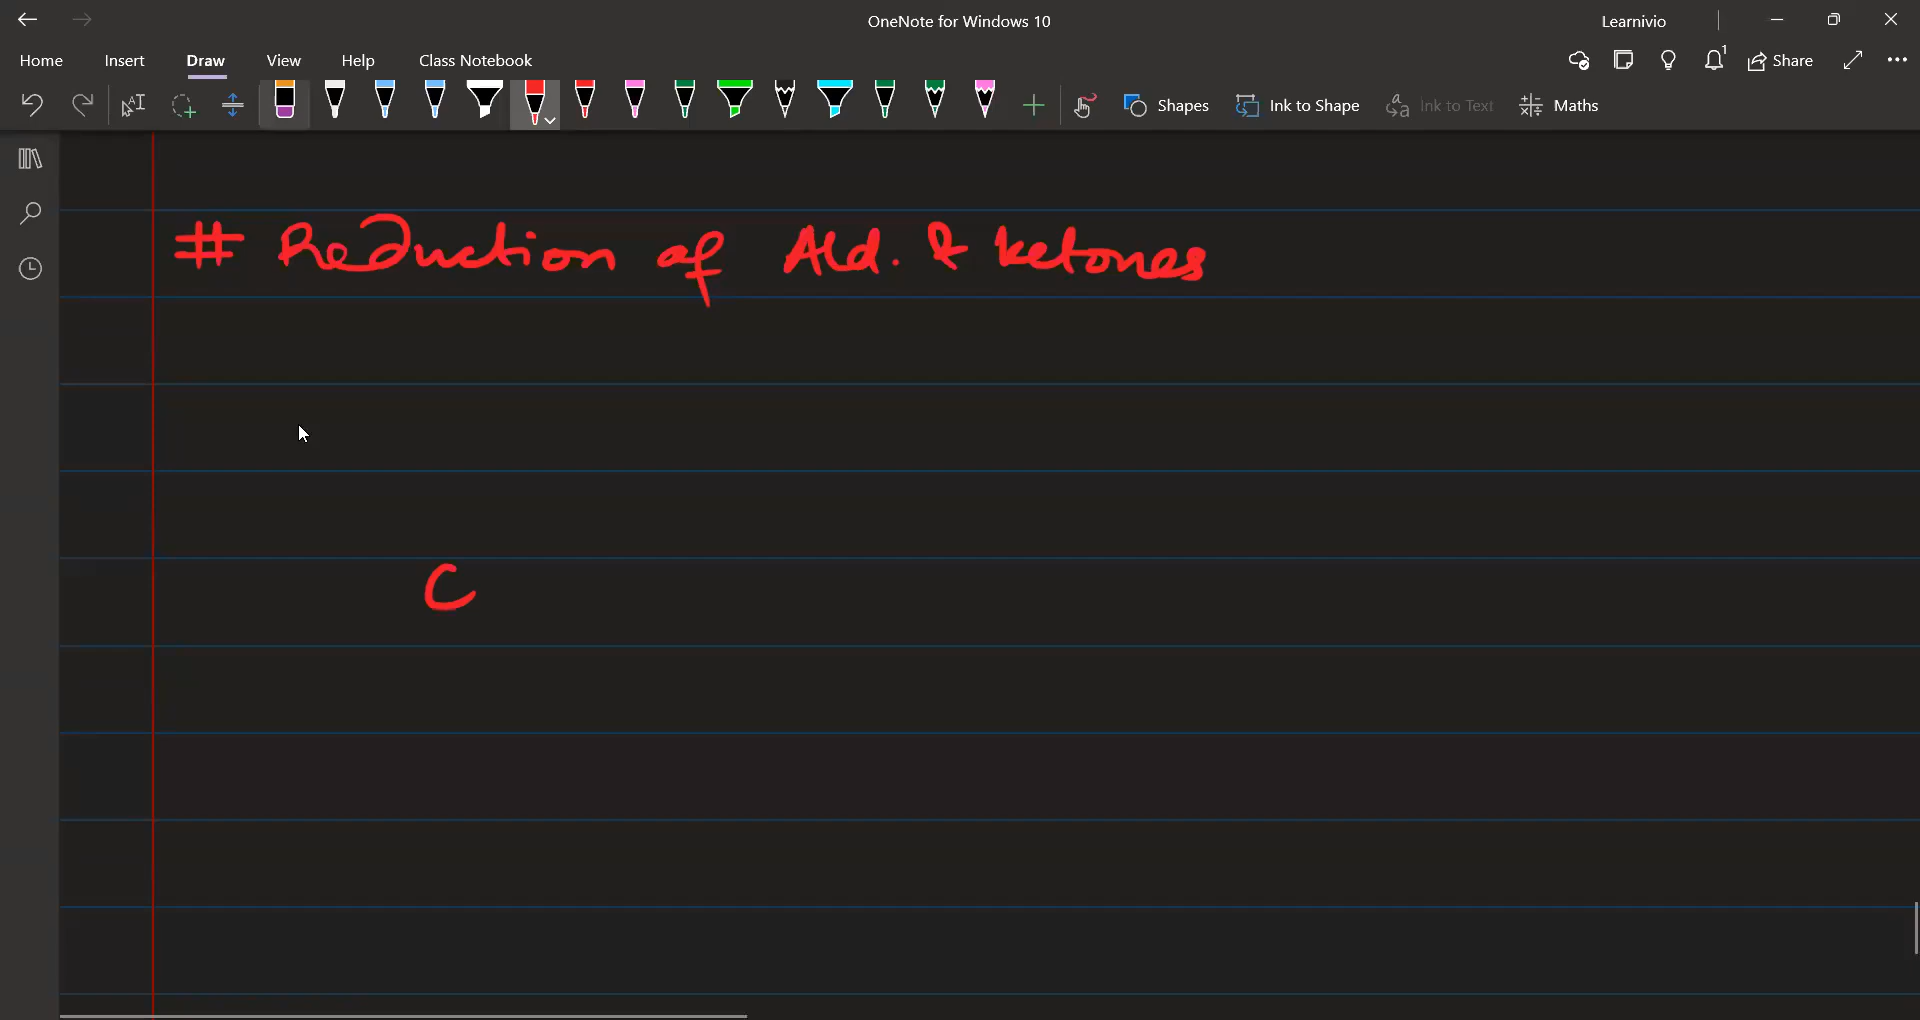 OneNote for Windows 10
Learnivio
Home Insert Draw View Help Class Notebook
1
Share
Shapes Ink to Shape Ink to Text Maths
# Reduction of Ald. & ketones
C